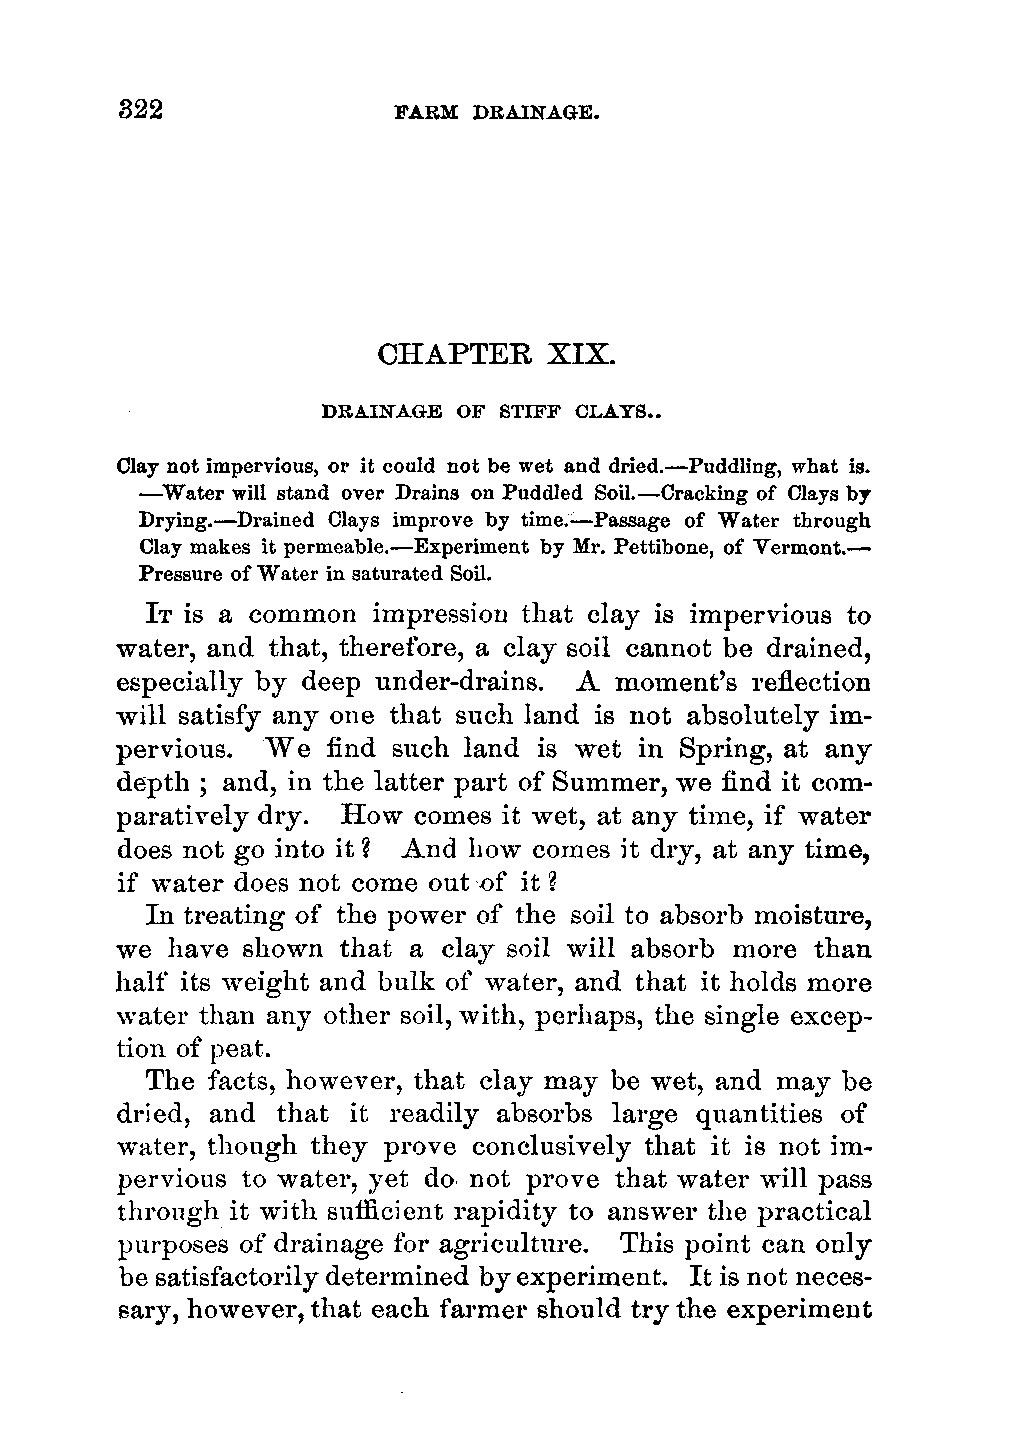 322 FARM DRAINAGE.
CHAPTER XIX.
DRAINAGE OF STIFF CLAYS..
Clay not impervious, or it could not be wet and dried.—Puddling, what is.
—Water will stand over Drains on Puddled Soil.—Cracking of Clays by
Drying.—Drained Clays improve by time.—Passage of Water through
Clay makes it permeable.—Experiment by Mr. Pettibone, of Vermont.—
Pressure of Water in saturated Soil.
It is a common impression that clay is impervious to
water, and that, therefore, a clay soil cannot be drained,
especially by deep under-drains. A moment's reflection
will satisfy any one that such land is not absolutely im-
pervious. We find such land is wet in Spring, at any
depth ; and, in the latter part of Summer, we find it com-
paratively dry. How comes it wet, at any time, if water
does not go into it ? And how comes it dry, at any time,
if water does not come out of it ?
In treating of the power of the soil to absorb moisture,
we have shown that a clay soil will absorb more than
half its weight and bulk of water, and that it holds more
water than any other soil, with, perhaps, the single excep-
tion of peat.
The facts, however, that clay may be wet, and may be
dried, and that it readily absorbs large quantities of
water, though they prove conclusively that it is not im-
pervious to water, yet do not prove that water will pass
through it with sufficient rapidity to answer the practical
purposes of drainage for agriculture. This point can only
be satisfactorily determined by experiment. It is not neces-
sary, however, that each farmer should try the experiment